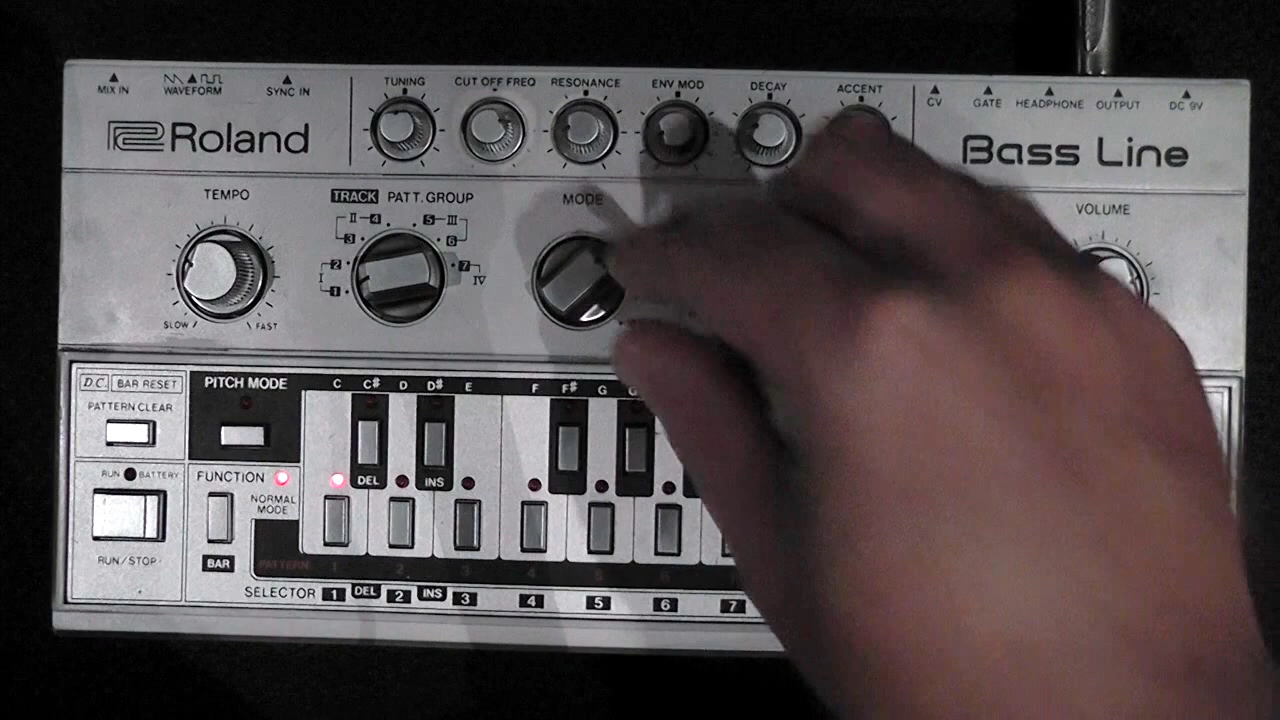 MIX IN WAVEFORM SYNC IN TUNING CUT OFF FREQ RESONANCE ENV MOD DECAY ACCENT CV GATE HEADPHONE OUTPUT DC 9V
Roland Bass Line
TEMPO TRACK PATT. GROUP MODE VOLUME
II 4 5 III
3 6
I 2 7 IV
1
SLOW FAST
D.C. BAR RESET PITCH MODE C C# D D# E F F# G
PATTERN CLEAR
RUN BATTERY FUNCTION DEL INS
NORMAL MODE
RUN/STOP BAR PATTERN 1 2 3 4 5 6 7
SELECTOR 1 DEL 2 INS 3 4 5 6 7